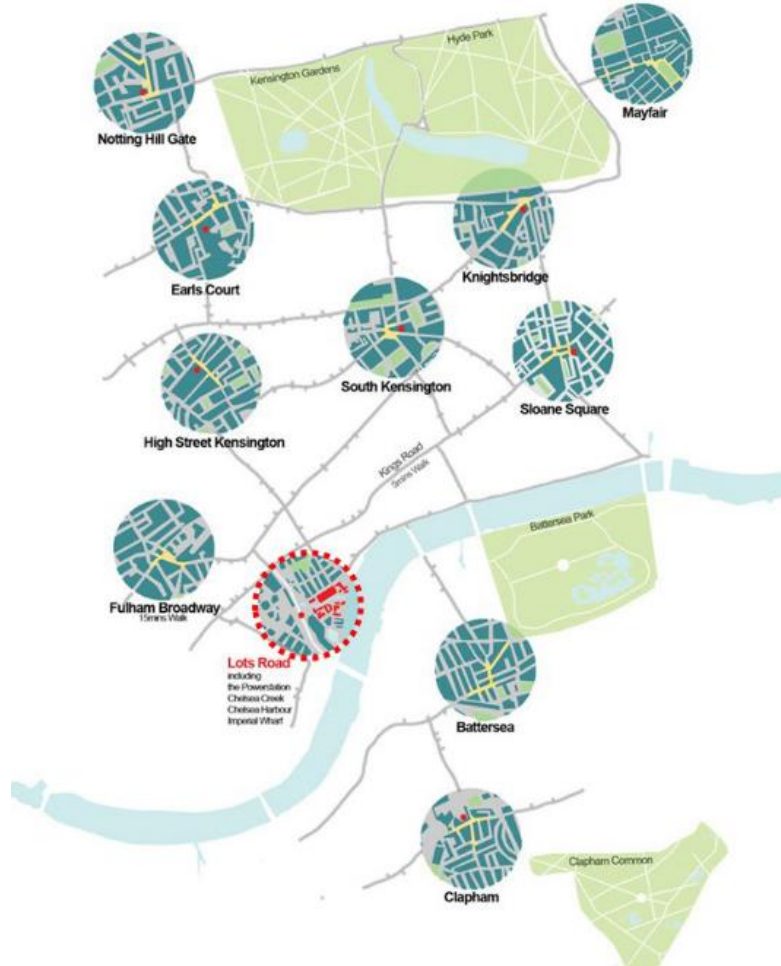 Hyde Park
Kensington Gardens
Mayfair
Notting Hill Gate
Knightsbridge
Earls Court
South Kensington
Sloane Square
High Street Kensington
Kings Road
5mins Walk
Battersea Park
Fulham Broadway
15mins Walk
Lots Road
including
the Powerstation
Chelsea Creek
Chelsea Harbour
Imperial Wharf
Battersea
Clapham Common
Clapham